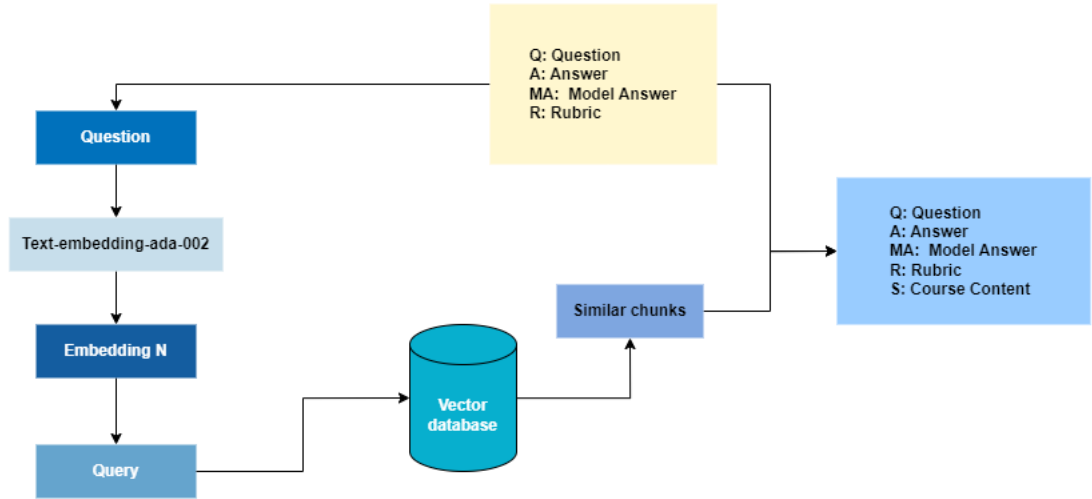 Q: Question
A: Answer
MA:  Model Answer
R: Rubric
Question
Text-embedding-ada-002
Embedding N
Query
Vector
database
Similar chunks
Q: Question
A: Answer
MA:  Model Answer
R: Rubric
S: Course Content